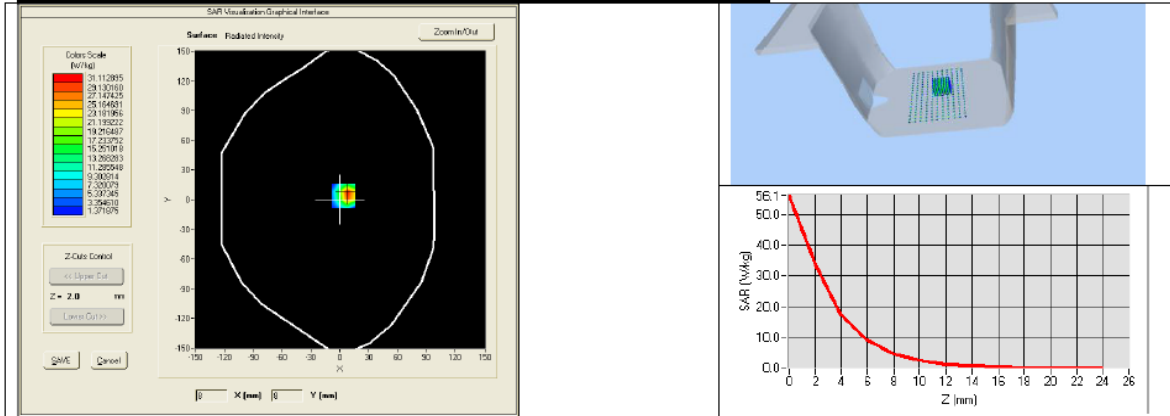 SAR Visualisation Graphical Interface
Surface Radiated Intensity
Zoom In/Out
Colors Scale
(W/kg)
31.112895
29.130160
27.147425
25.164691
23.181956
21.199222
19.216487
17.233752
15.251018
13.268283
11.285548
9.302814
7.320079
5.337345
3.354610
1.371875
150-
120-
90-
60-
30-
0-
-30-
-60-
-90-
-120-
-150-
Y
-150 -120 -90 -60 -30 0 30 60 90 120 150
X
Z-Cuts Control
<< Upper Cut
Z = 2.0 mm
Lower Cut >>
SAVE
Cancel
X (mm) Y (mm)
56.1-
50.0-
40.0-
30.0-
20.0-
10.0-
0.0-
SAR (W/kg)
0 2 4 6 8 10 12 14 16 18 20 22 24 26
Z (mm)